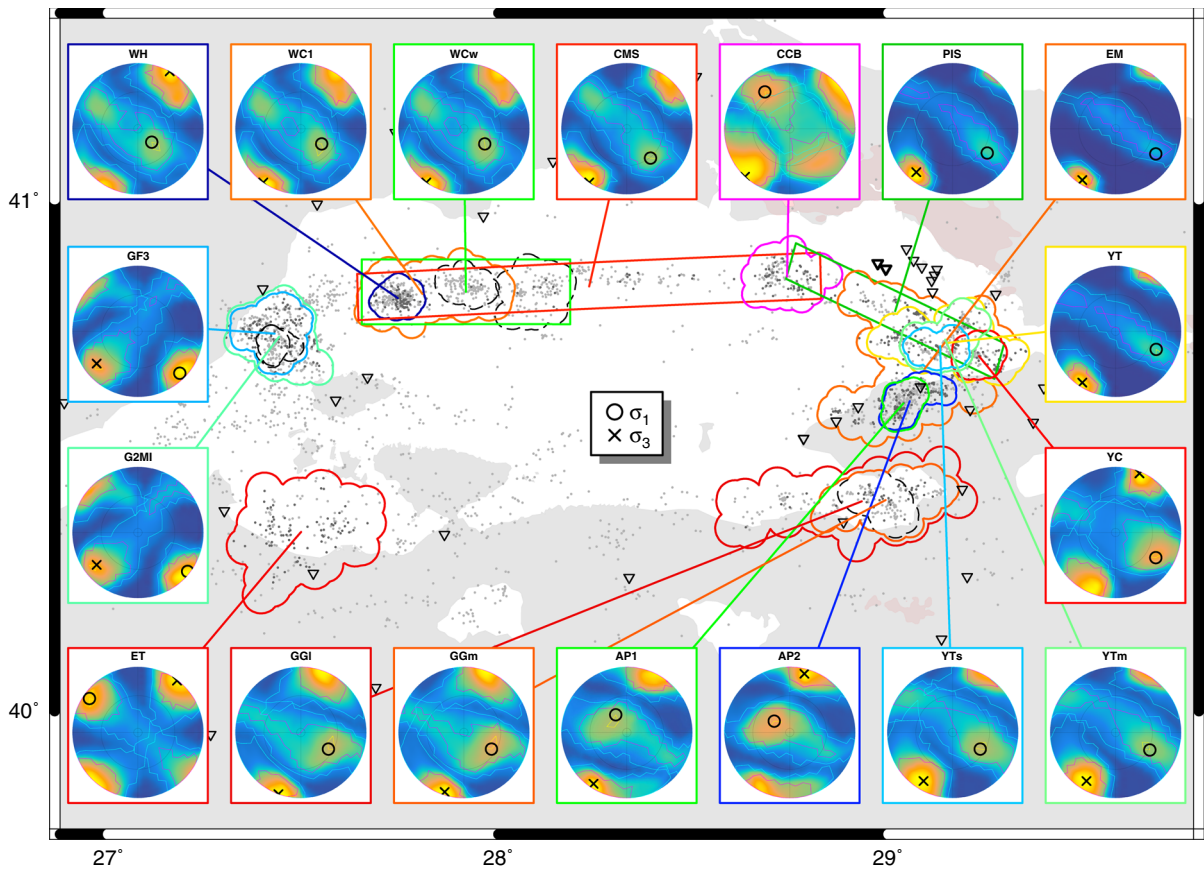 WH WC1 WCw CMS CCB PIS EM
41°
GF3 YT
σ1
σ3
G2MI YC
ET GGI GGm AP1 AP2 YTs YTm
40°
27° 28° 29°